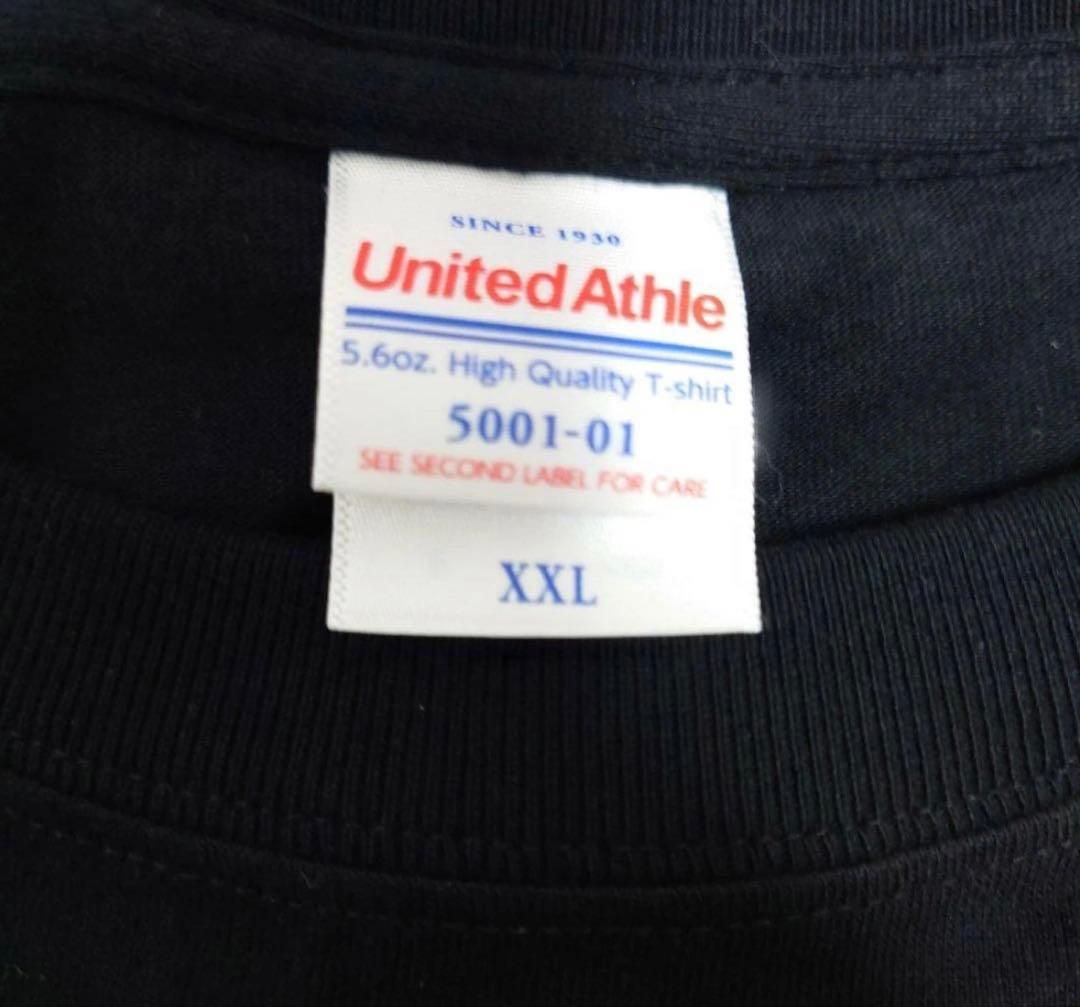 SINCE 1930
United Athle
5.6oz. High Quality T-shirt
5001-01
SEE SECOND LABEL FOR CARE
XXL